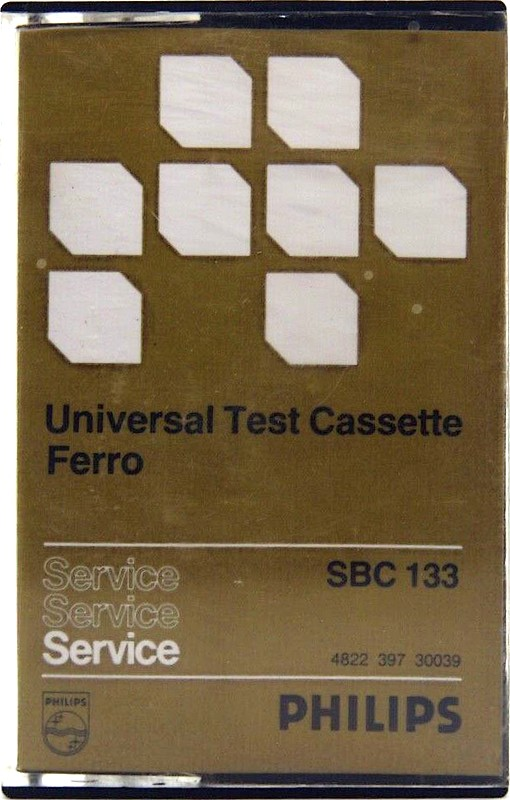 Universal Test Cassette
Ferro
Service
Service
Service
SBC 133
4822 397 30039
PHILIPS
PHILIPS